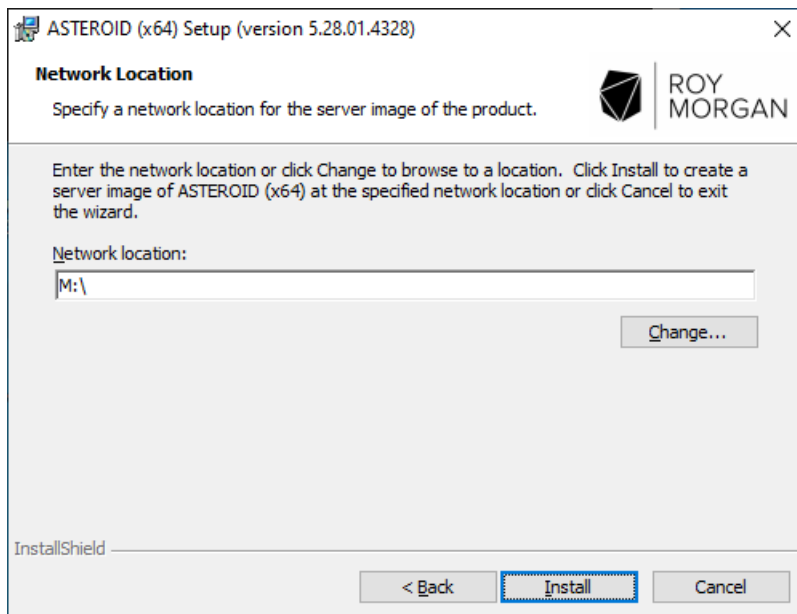 ASTEROID (x64) Setup (version 5.28.01.4328)
Network Location
Specify a network location for the server image of the product.
ROY
MORGAN
Enter the network location or click Change to browse to a location.  Click Install to create a
server image of ASTEROID (x64) at the specified network location or click Cancel to exit
the wizard.
Network location:
M:\
Change...
InstallShield
< Back
Install
Cancel